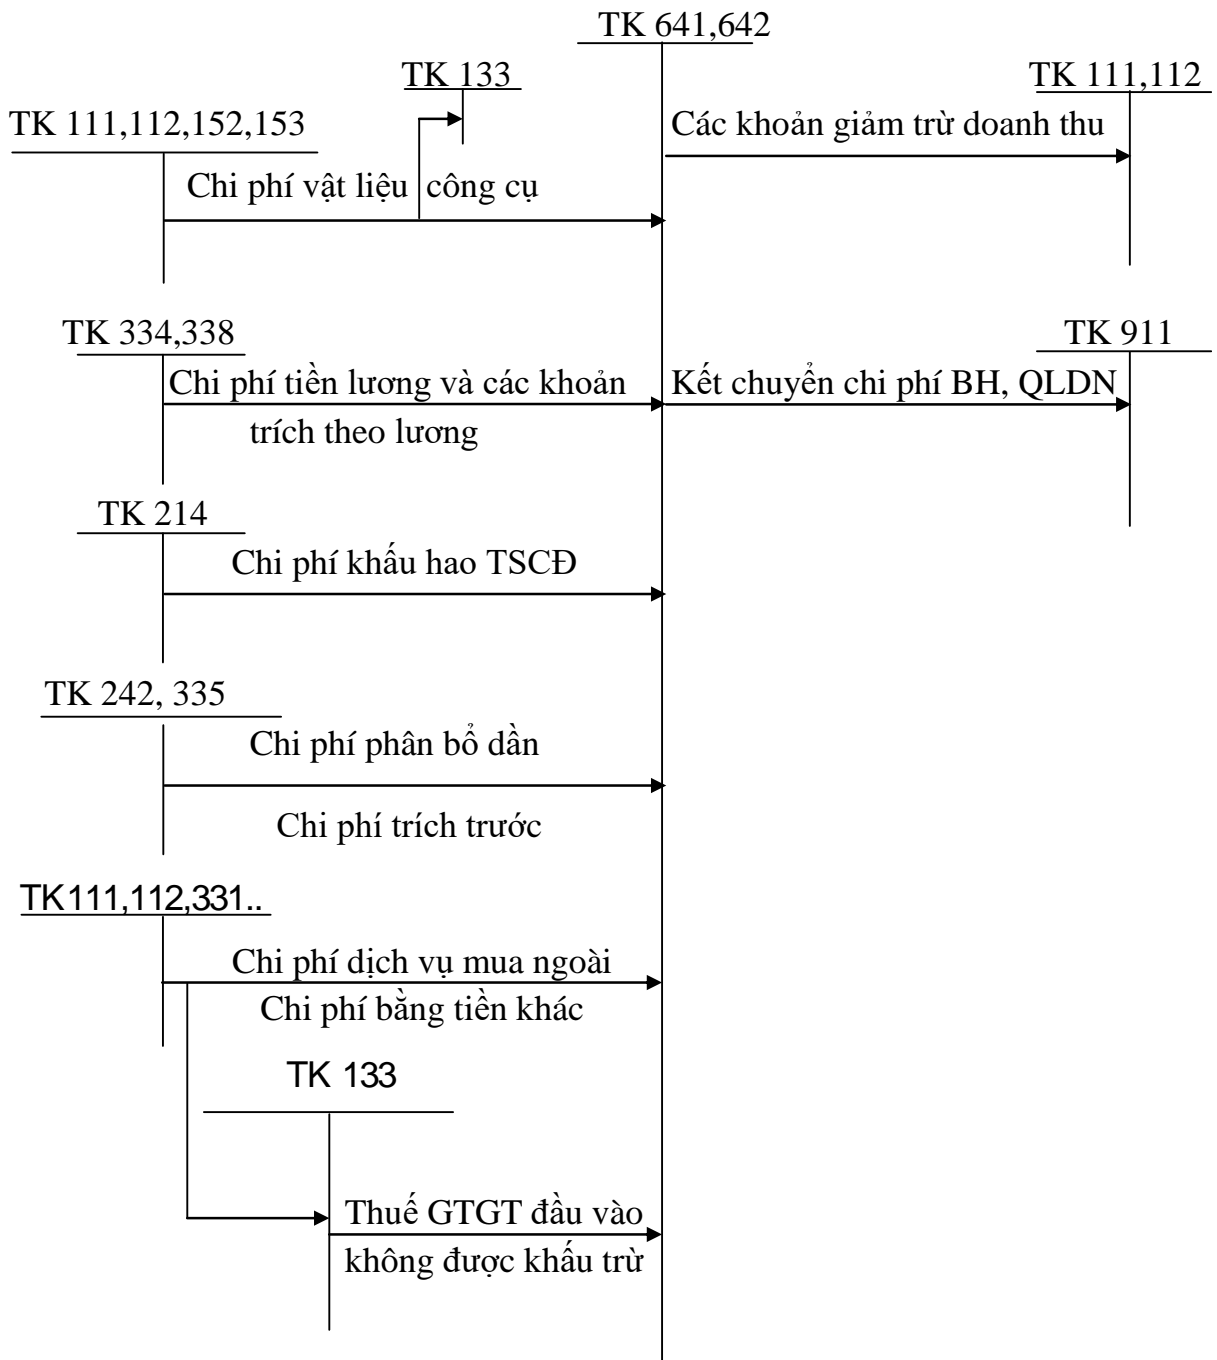 TK 641,642
TK 133
TK 111,112
TK 111,112,152,153
Các khoản giảm trừ doanh thu
Chi phí vật liệu công cụ
TK 334,338
TK 911
Chi phí tiền lương và các khoản
trích theo lương
Kết chuyển chi phí BH, QLDN
TK 214
Chi phí khấu hao TSCĐ
TK 242, 335
Chi phí phân bổ dần
Chi phí trích trước
TK111,112,331..
Chi phí dịch vụ mua ngoài
Chi phí bằng tiền khác
TK 133
Thuế GTGT đầu vào
không được khấu trừ